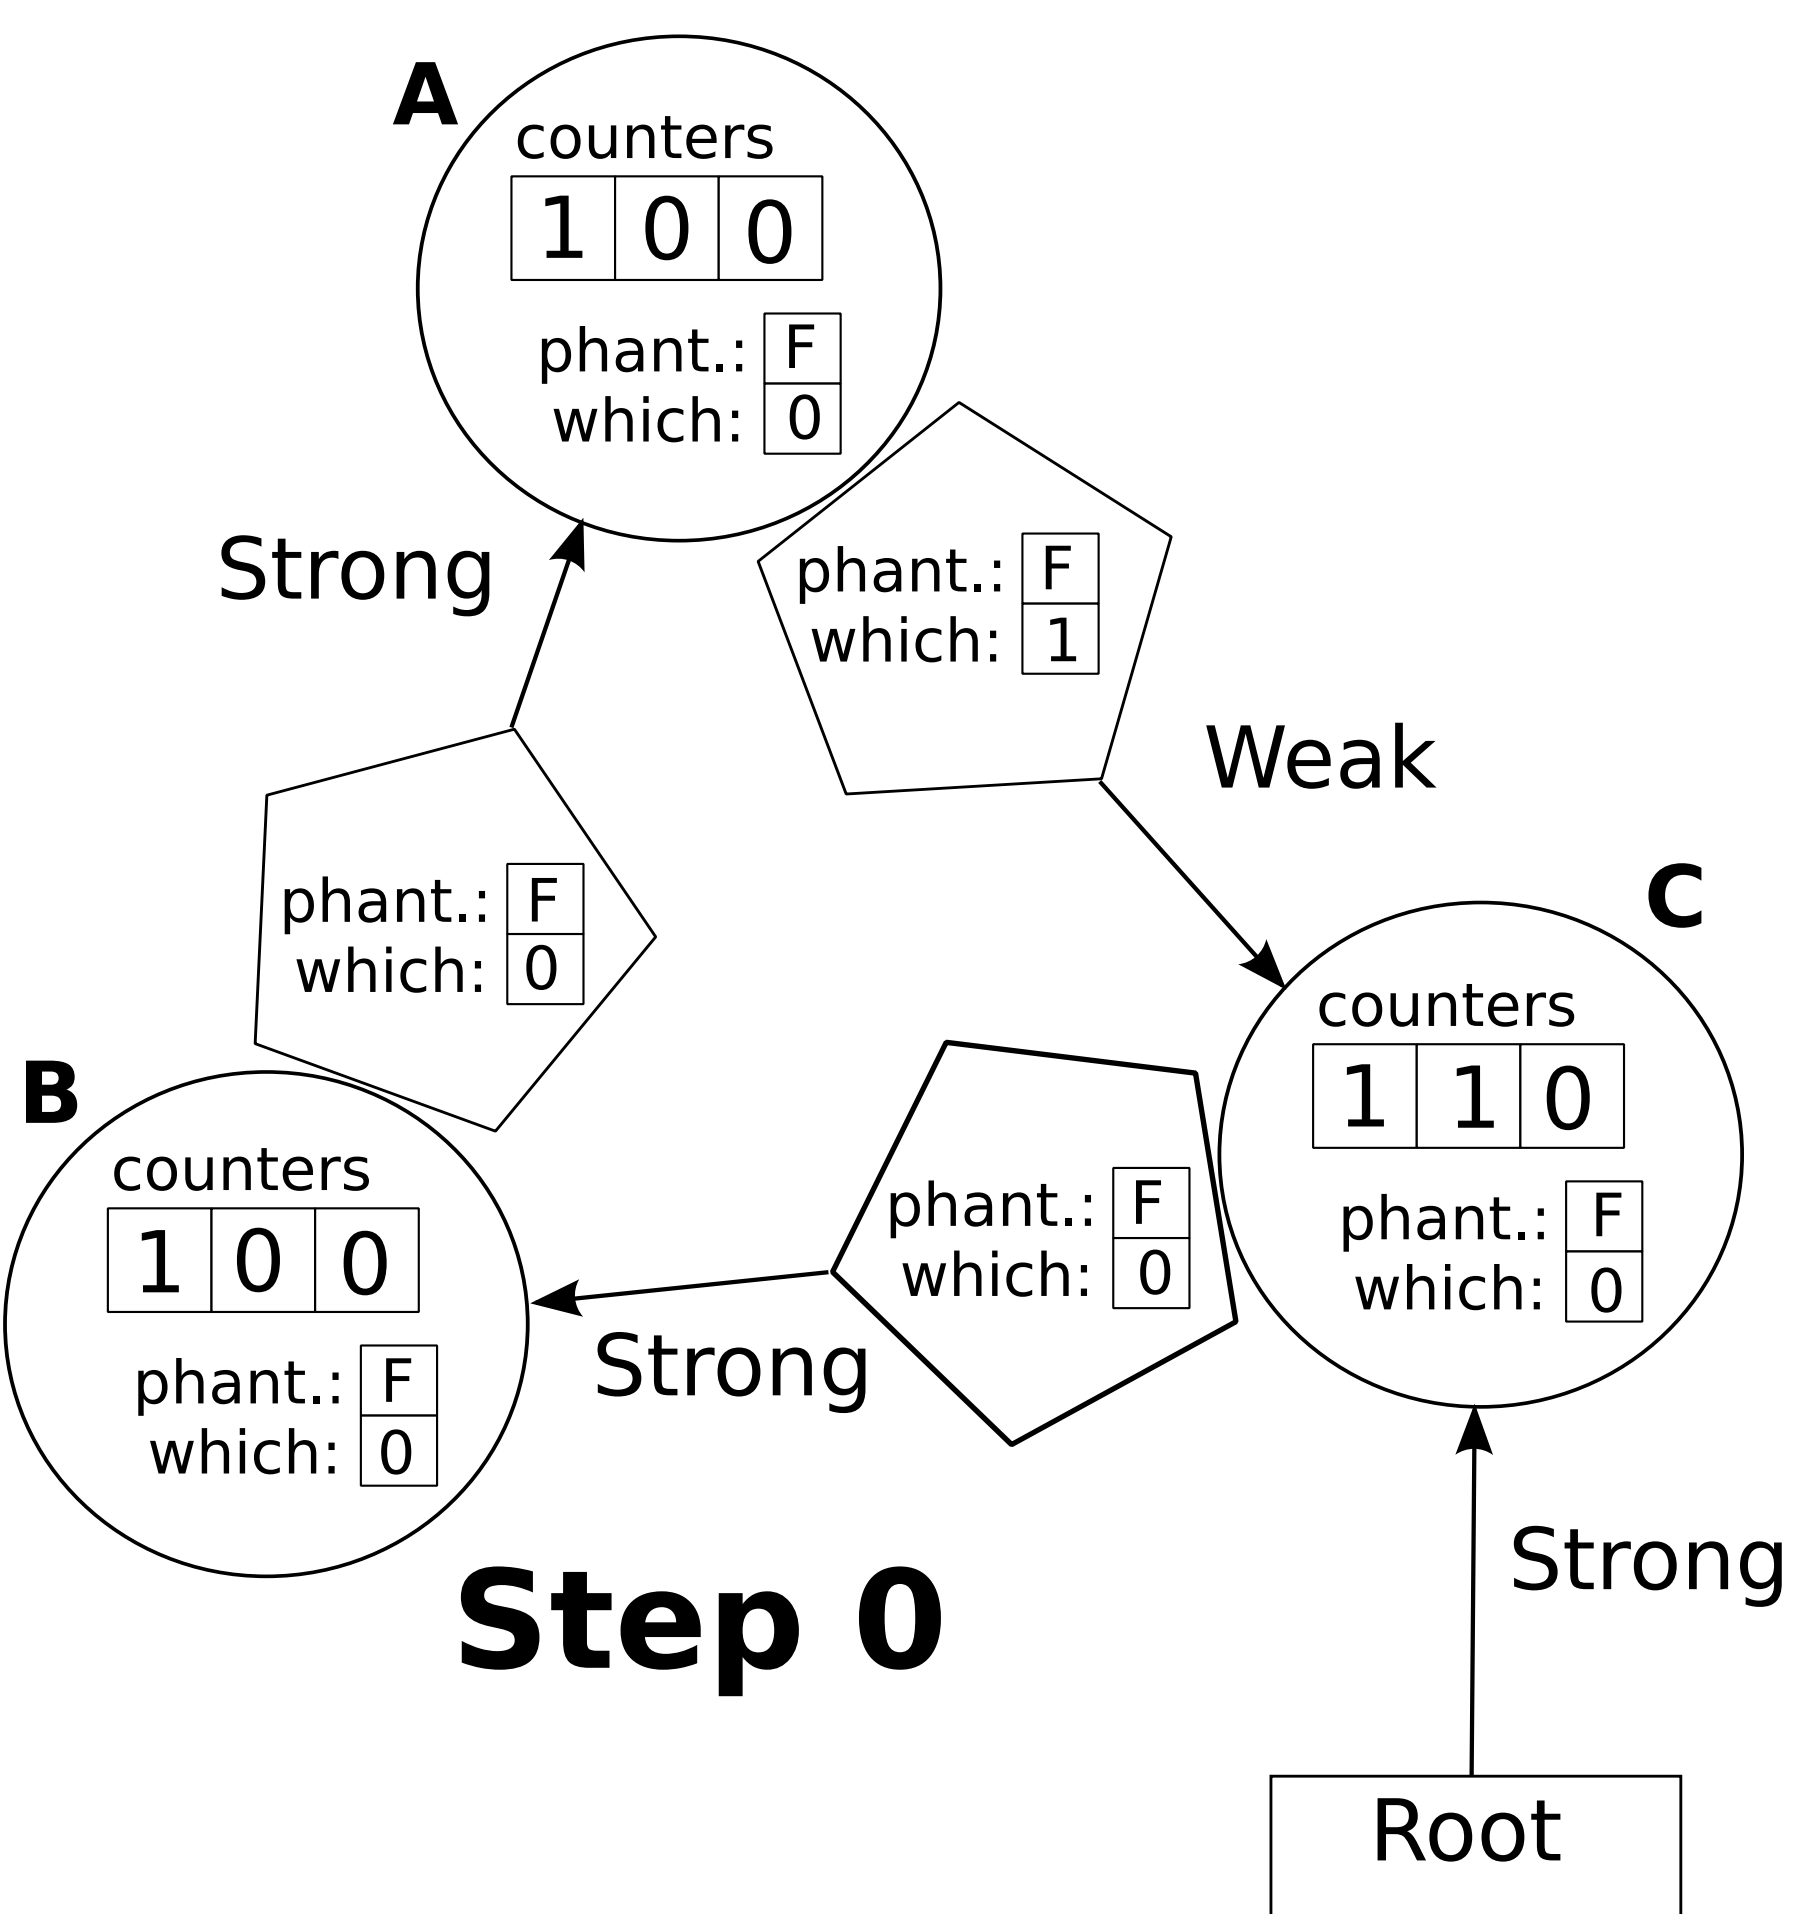 A
counters
1 0 0
phant.: F
which: 0
Strong
phant.: F
which: 1
Weak
phant.: F
which: 0
C
counters
1 1 0
phant.: F
which: 0
B
counters
1 0 0
phant.: F
which: 0
phant.: F
which: 0
Strong
Strong
Step 0
Root